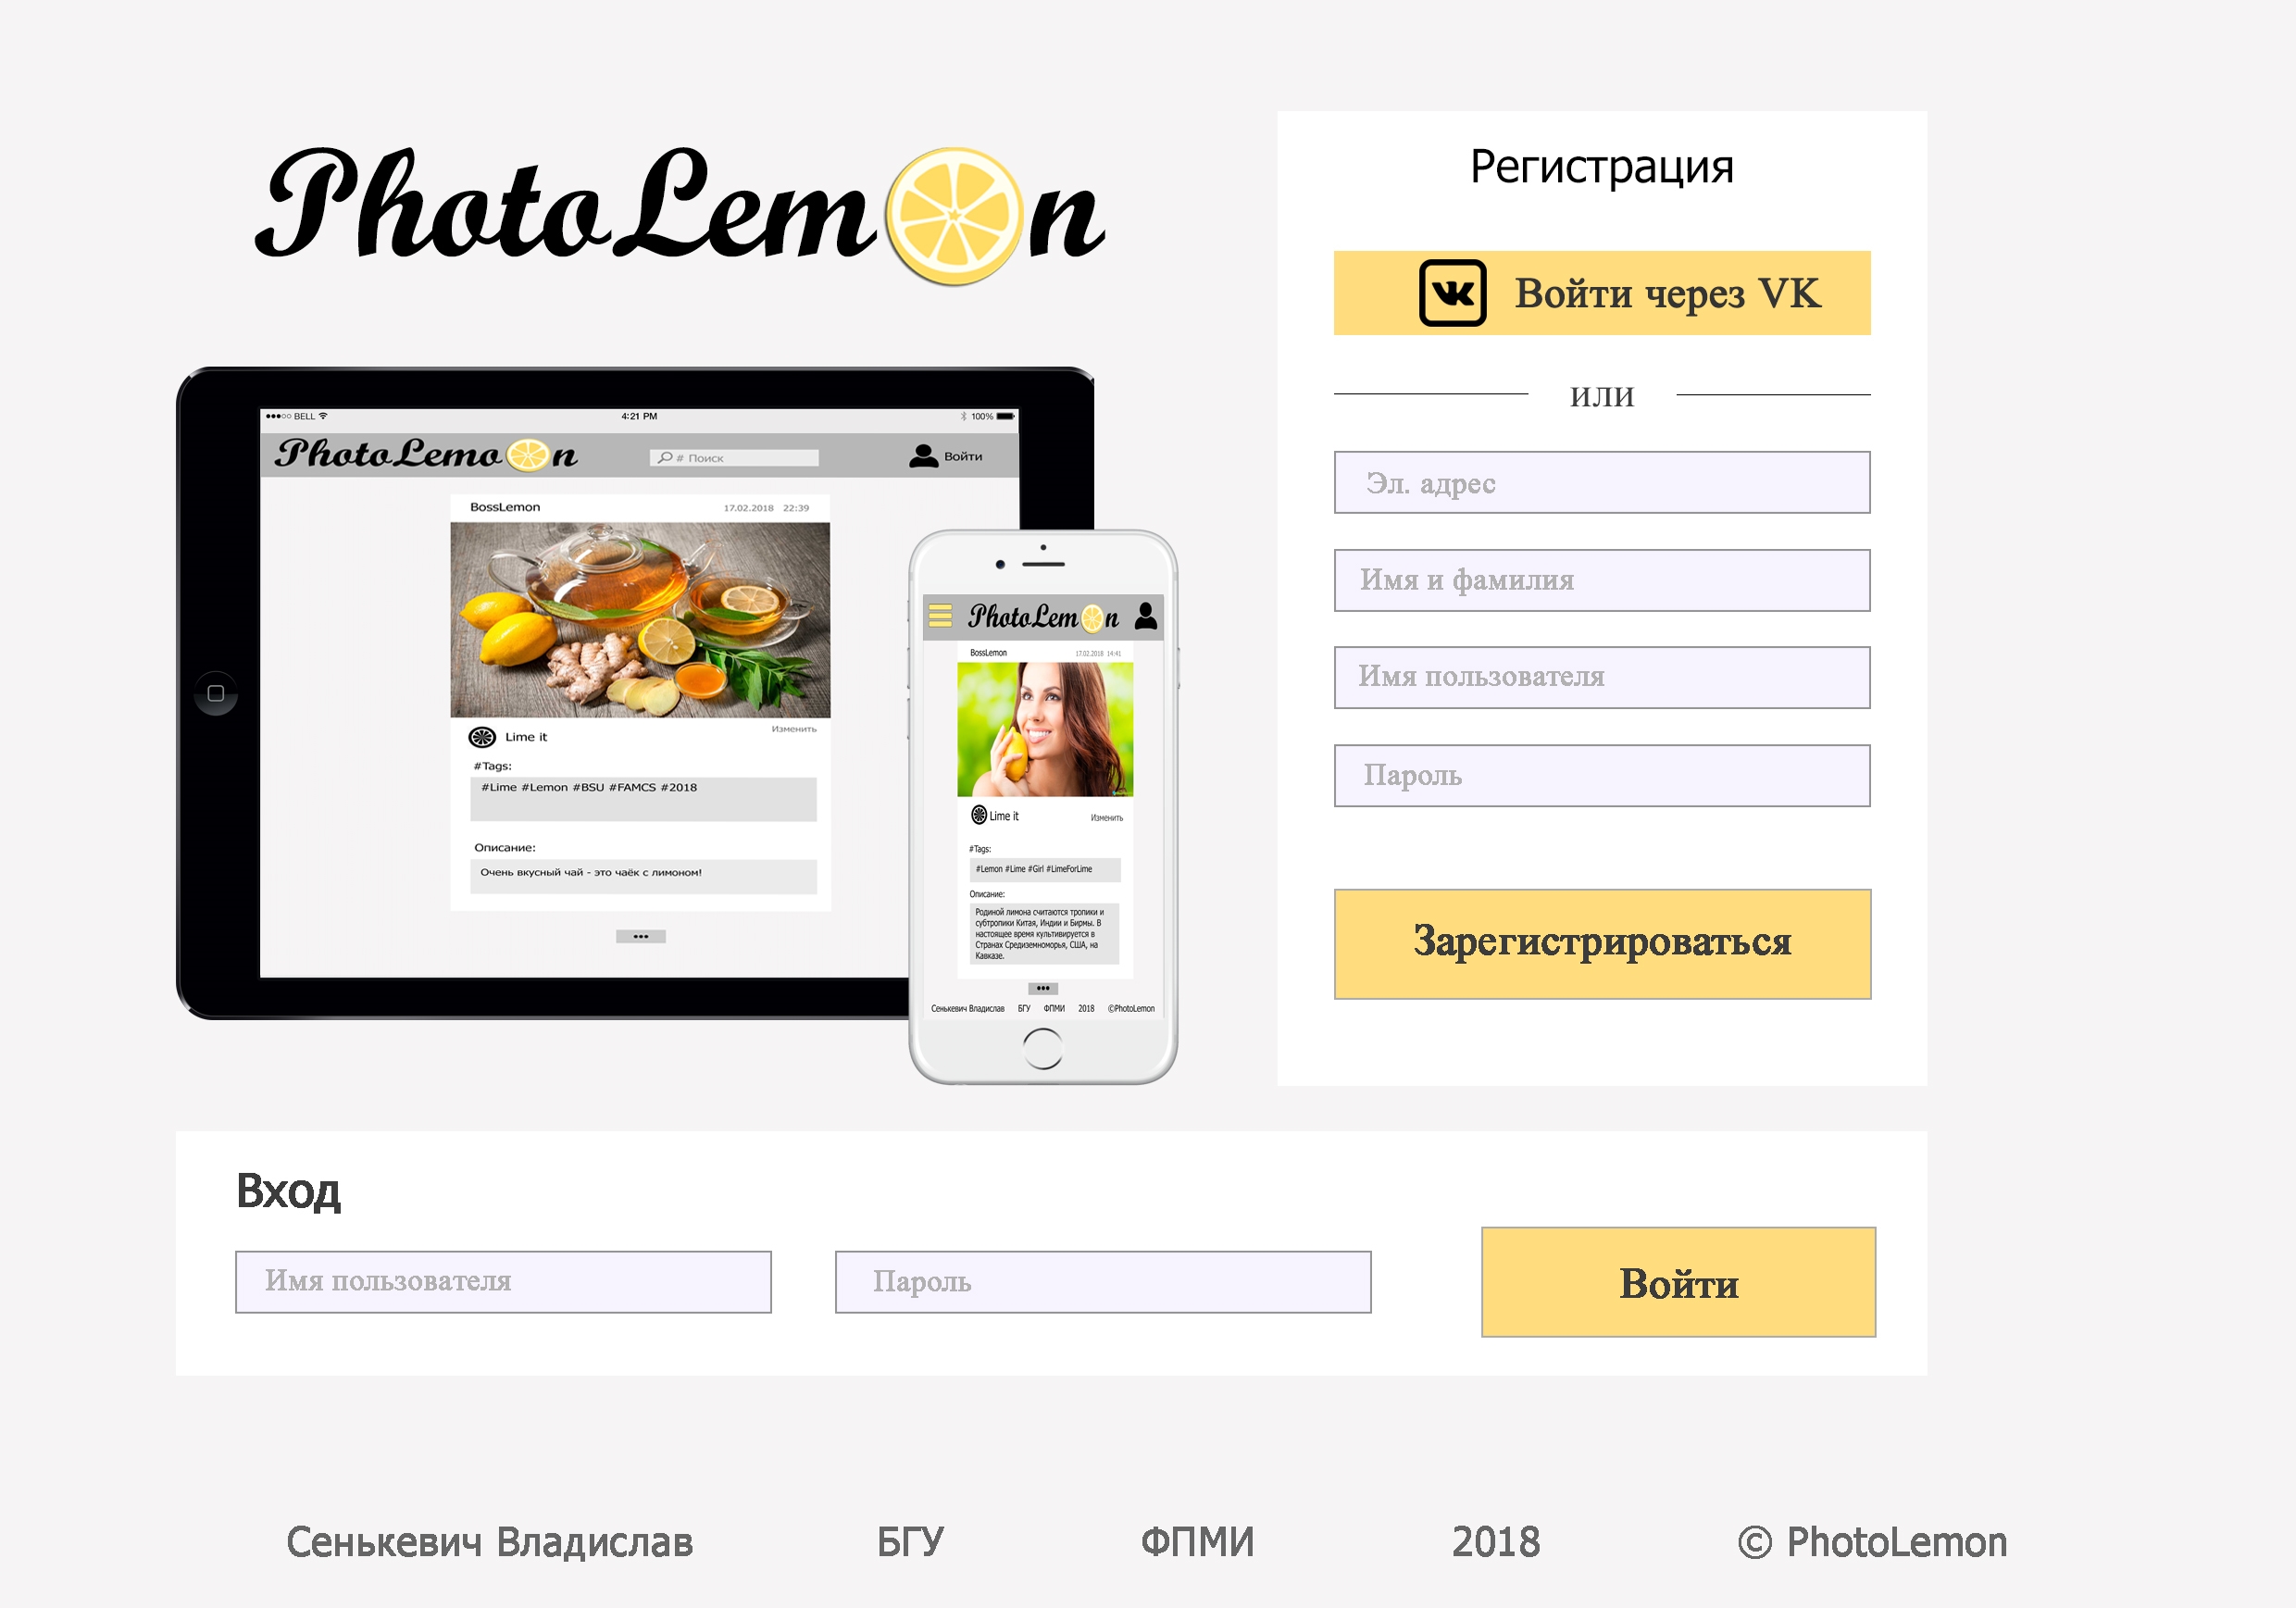 PhotoLemon
Регистрация
Войти через VK
или
Эл. адрес
Имя и фамилия
Имя пользователя
Пароль
Зарегистрироваться
BELL
4:21 PM
100%
PhotoLemoon
# Поиск
Войти
BossLemon
17.02.2018 22:39
Lime it
Изменить
#Tags:
#Lime #Lemon #BSU #FAMCS #2018
Описание:
Очень вкусный чай - это чаёк с лимоном!
•••
PhotoLemon
BossLemon
17.02.2018 14:41
Lime it
Изменить
#Tags:
#Lemon #Lime #Girl #LimeForLime
Описание:
Родиной лимона считаются тропики и
субтропики Китая, Индии и Бирмы. В
настоящее время культивируется в
Странах Средиземноморья, США, на
Кавказе.
•••
Сенькевич Владислав БГУ ФПМИ 2018 ©PhotoLemon
Вход
Имя пользователя
Пароль
Войти
Сенькевич Владислав БГУ ФПМИ 2018 © PhotoLemon